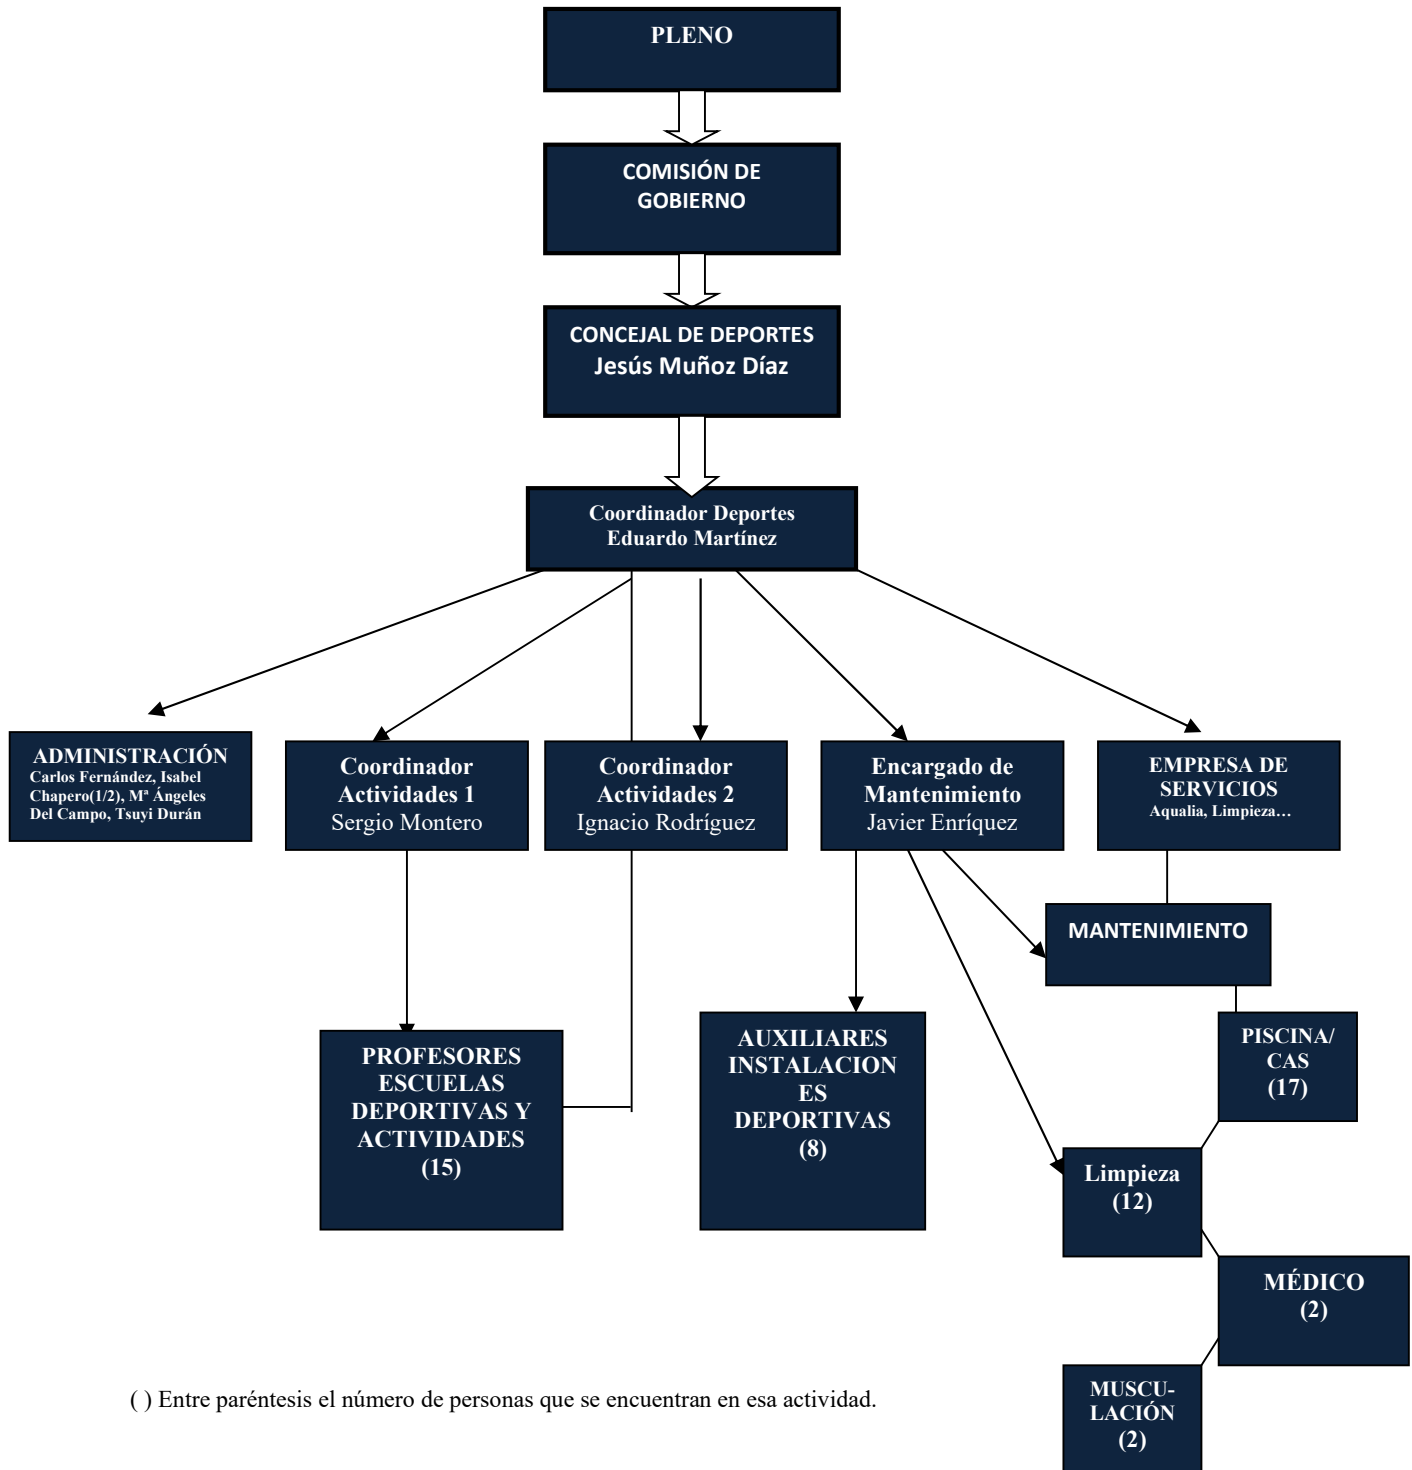 PLENO
COMISIÓN DE
GOBIERNO
CONCEJAL DE DEPORTES
Jesús Muñoz Díaz
Coordinador Deportes
Eduardo Martínez
ADMINISTRACIÓN
Carlos Fernández, Isabel
Chapero(1/2), Mª Ángeles
Del Campo, Tsuyi Durán
Coordinador
Actividades 1
Sergio Montero
Coordinador
Actividades 2
Ignacio Rodríguez
Encargado de
Mantenimiento
Javier Enríquez
EMPRESA DE
SERVICIOS
Aqualia, Limpieza…
MANTENIMIENTO
PROFESORES
ESCUELAS
DEPORTIVAS Y
ACTIVIDADES
(15)
AUXILIARES
INSTALACION
ES
DEPORTIVAS
(8)
PISCINA/
CAS
(17)
Limpieza
(12)
MÉDICO
(2)
MUSCU-
LACIÓN
(2)
( ) Entre paréntesis el número de personas que se encuentran en esa actividad.